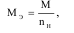 Mэ = M / nн,